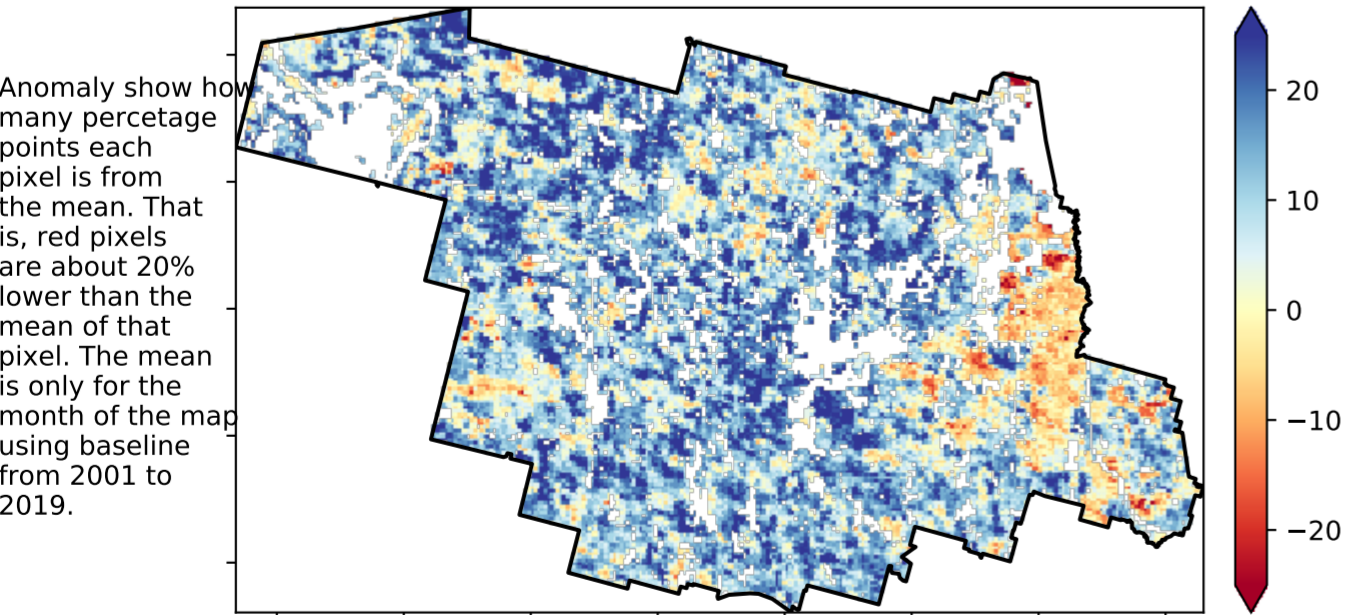 Anomaly show how
many percetage
points each
pixel is from
the mean. That
is, red pixels
are about 20%
lower than the
mean of that
pixel. The mean
is only for the
month of the map
using baseline
from 2001 to
2019.
20
10
0
−10
−20